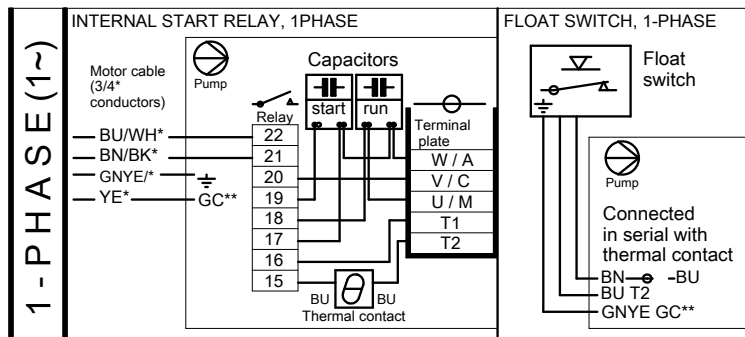 1-PHASE(1~)
INTERNAL START RELAY, 1PHASE
Motor cable
(3/4*
conductors)
Pump
Capacitors
start
run
Relay
Terminal
plate
BU/WH*
BN/BK*
GNYE/*
YE*
GC**
22
21
20
19
18
17
16
15
W / A
V / C
U / M
T1
T2
BU
BU
Thermal contact
FLOAT SWITCH, 1-PHASE
Float
switch
Pump
Connected
in serial with
thermal contact
BN -BU
BU T2
GNYE GC**